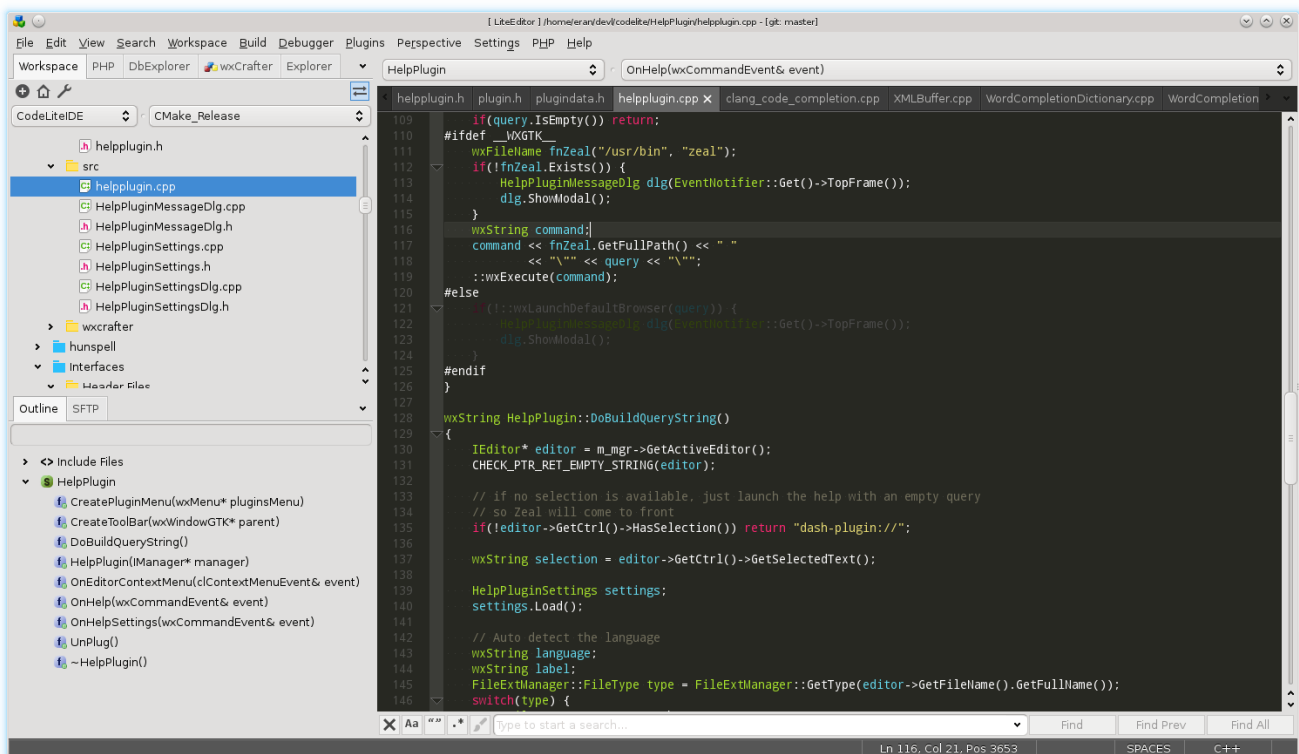 [ LiteEditor ] /home/eran/devl/codelite/HelpPlugin/helpplugin.cpp - [git: master]
File Edit View Search Workspace Build Debugger Plugins Perspective Settings PHP Help
Workspace PHP DbExplorer wxCrafter Explorer
HelpPlugin OnHelp(wxCommandEvent& event)
CodeLiteIDE CMake_Release
helpplugin.h
src
helpplugin.cpp
HelpPluginMessageDlg.cpp
HelpPluginMessageDlg.h
HelpPluginSettings.cpp
HelpPluginSettings.h
HelpPluginSettingsDlg.cpp
HelpPluginSettingsDlg.h
wxcrafter
hunspell
Interfaces
Header Files
Outline SFTP
<> Include Files
S HelpPlugin
CreatePluginMenu(wxMenu* pluginsMenu)
CreateToolBar(wxWindowGTK* parent)
DoBuildQueryString()
HelpPlugin(IManager* manager)
OnEditorContextMenu(clContextMenuEvent& event)
OnHelp(wxCommandEvent& event)
OnHelpSettings(wxCommandEvent& event)
UnPlug()
~HelpPlugin()
helpplugin.h plugin.h plugindata.h helpplugin.cpp X clang_code_completion.cpp XMLBuffer.cpp WordCompletionDictionary.cpp WordCompletion
109 if(query.IsEmpty()) return;
110 #ifdef __WXGTK__
111 wxFileName fnZeal("/usr/bin", "zeal");
112 if(!fnZeal.Exists()) {
113 HelpPluginMessageDlg dlg(EventNotifier::Get()->TopFrame());
114 dlg.ShowModal();
115 }
116 wxString command;
117 command << fnZeal.GetFullPath() << " "
118 << "\"" << query << "\"";
119 ::wxExecute(command);
120 #else
121 if(!::wxLaunchDefaultBrowser(query)) {
122 HelpPluginMessageDlg dlg(EventNotifier::Get()->TopFrame());
123 dlg.ShowModal();
124 }
125 #endif
126 }
127
128 wxString HelpPlugin::DoBuildQueryString()
129 {
130 IEditor* editor = m_mgr->GetActiveEditor();
131 CHECK_PTR_RET_EMPTY_STRING(editor);
132
133 // if no selection is available, just launch the help with an empty query
134 // so Zeal will come to front
135 if(!editor->GetCtrl()->HasSelection()) return "dash-plugin://";
136
137 wxString selection = editor->GetCtrl()->GetSelectedText();
138
139 HelpPluginSettings settings;
140 settings.Load();
141
142 // Auto detect the language
143 wxString language;
144 wxString label;
145 FileExtManager::FileType type = FileExtManager::GetType(editor->GetFileName().GetFullName());
146 switch(type) {
Aa “” .* Type to start a search... Find Find Prev Find All
Ln 116, Col 21, Pos 3653 SPACES C++